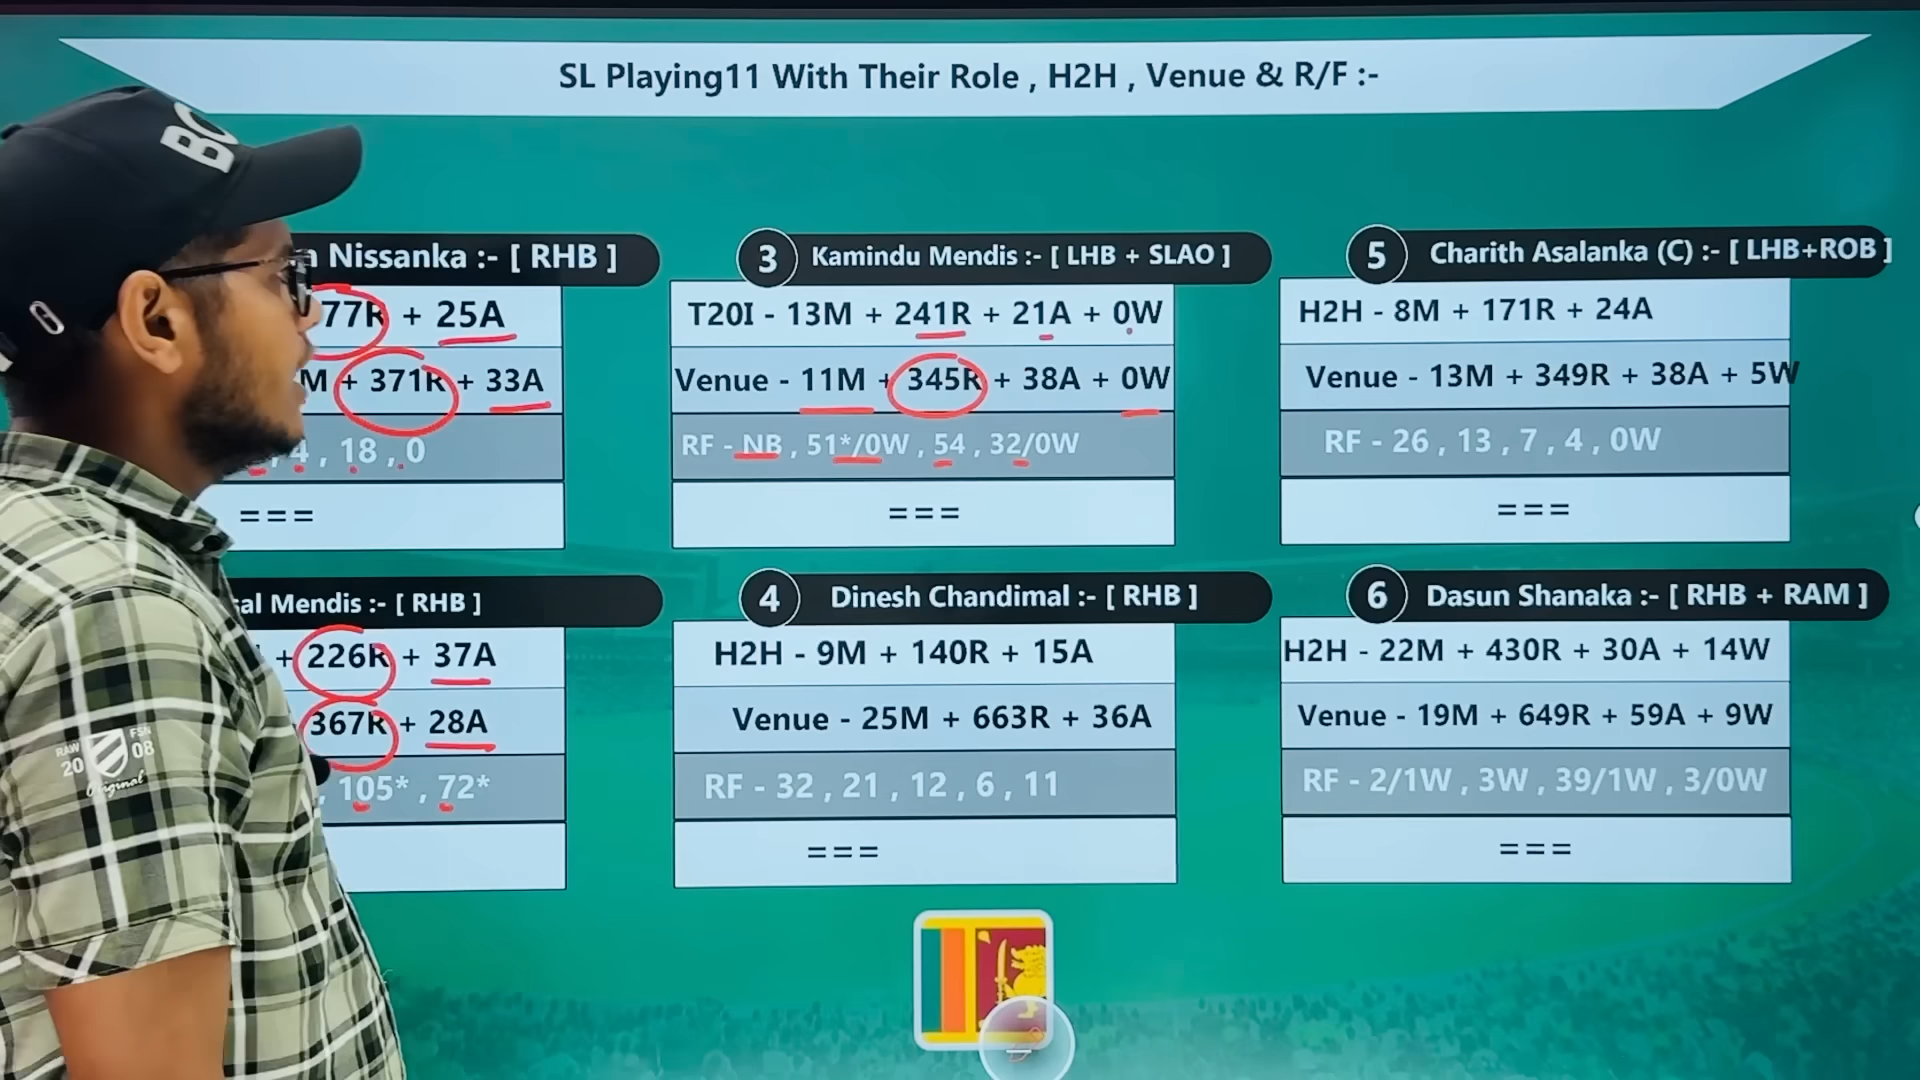 SL Playing11 With Their Role , H2H , Venue & R/F :-
Nissanka :- [ RHB ]
77R + 25A
M + 371R + 33A
4 , 18 , 0
===
Mendis :- [ RHB ]
+ 226R + 37A
367R + 28A
, 105* , 72*
3 Kamindu Mendis :- [ LHB + SLAO ]
T20I - 13M + 241R + 21A + 0W
Venue - 11M + 345R + 38A + 0W
RF - NB , 51*/0W , 54 , 32/0W
===
4 Dinesh Chandimal :- [ RHB ]
H2H - 9M + 140R + 15A
Venue - 25M + 663R + 36A
RF - 32 , 21 , 12 , 6 , 11
===
5 Charith Asalanka (C) :- [ LHB+ROB ]
H2H - 8M + 171R + 24A
Venue - 13M + 349R + 38A + 5W
RF - 26 , 13 , 7 , 4 , 0W
===
6 Dasun Shanaka :- [ RHB + RAM ]
H2H - 22M + 430R + 30A + 14W
Venue - 19M + 649R + 59A + 9W
RF - 2/1W , 3W , 39/1W , 3/0W
===
RAW FSN
20 08
Original